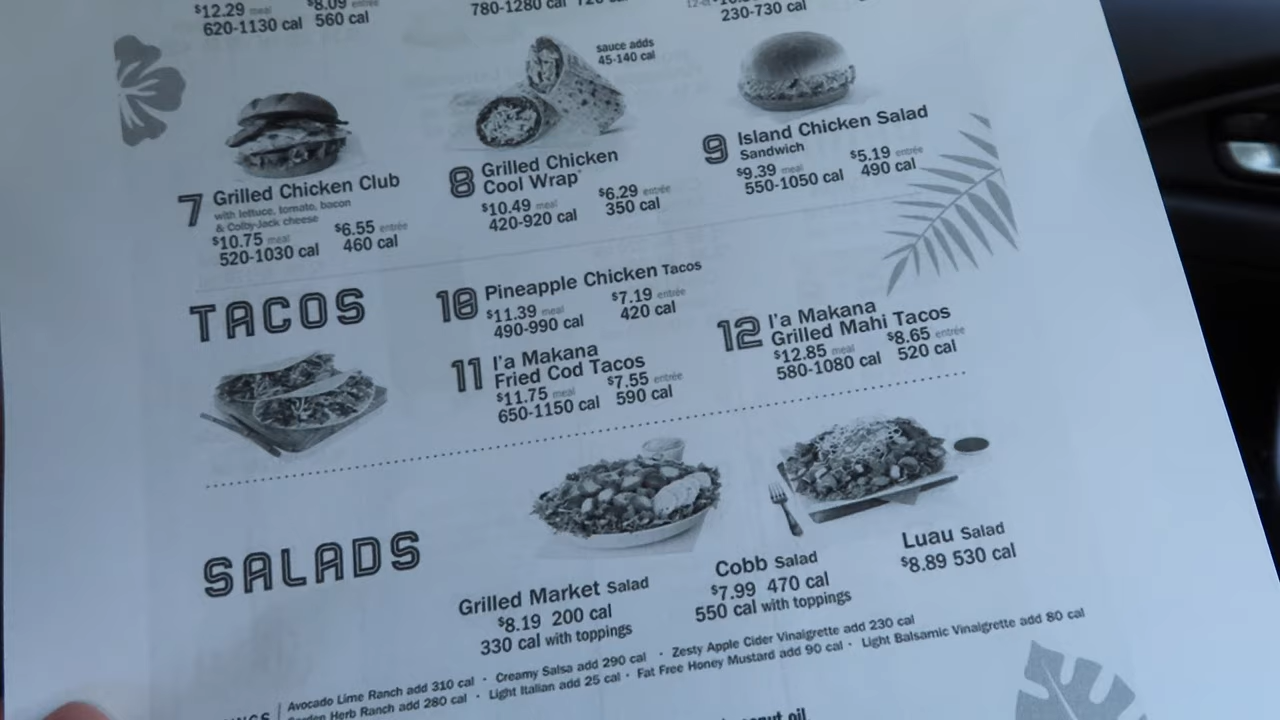 $12.29 meal $8.09 entrée
620-1130 cal 560 cal
780-1280 cal
230-730 cal
sauce adds
45-140 cal
7 Grilled Chicken Club
with lettuce, tomato, bacon
& Colby-Jack cheese
$10.75 meal $6.55 entrée
520-1030 cal 460 cal
8 Grilled Chicken
Cool Wrap®
$10.49 meal $6.29 entrée
420-920 cal 350 cal
9 Island Chicken Salad
Sandwich
$9.39 meal $5.19 entrée
550-1050 cal 490 cal
TACOS
10 Pineapple Chicken Tacos
$11.39 meal $7.19 entrée
490-990 cal 420 cal
11 I'a Makana
Fried Cod Tacos
$11.75 meal $7.55 entrée
650-1150 cal 590 cal
12 I'a Makana
Grilled Mahi Tacos
$12.85 meal $8.65 entrée
580-1080 cal 520 cal
SALADS
Grilled Market Salad
$8.19 200 cal
330 cal with toppings
Cobb Salad
$7.99 470 cal
550 cal with toppings
Luau Salad
$8.89 530 cal
Avocado Lime Ranch add 310 cal · Creamy Salsa add 290 cal · Zesty Apple Cider Vinaigrette add 230 cal
Herb Ranch add 280 cal · Light Italian add 25 cal · Fat Free Honey Mustard add 90 cal · Light Balsamic Vinaigrette add 80 cal
oil